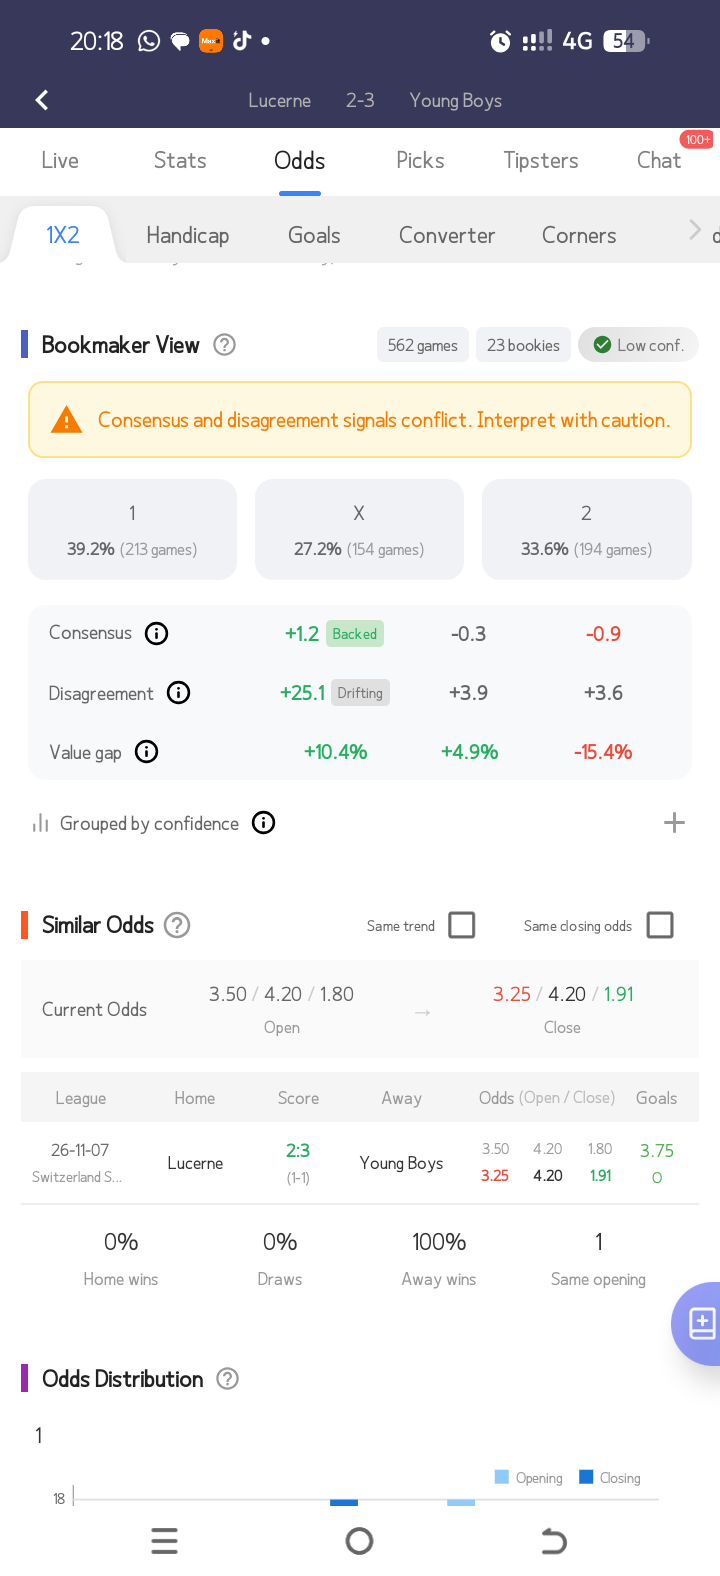 20:18 Maxit 4G 54
Lucerne 2-3 Young Boys
100+
Live Stats Odds Picks Tipsters Chat
1X2 Handicap Goals Converter Corners
Bookmaker View ? 562 games 23 bookies Low conf.
Consensus and disagreement signals conflict. Interpret with caution.
1 X 2
39.2% (213 games) 27.2% (154 games) 33.6% (194 games)
Consensus +1.2 Backed -0.3 -0.9
Disagreement +25.1 Drifting +3.9 +3.6
Value gap +10.4% +4.9% -15.4%
Grouped by confidence
Similar Odds ? Same trend Same closing odds
3.50 / 4.20 / 1.80 3.25 / 4.20 / 1.91
Current Odds →
Open Close
League Home Score Away Odds (Open / Close) Goals
26-11-07 2:3 3.50 4.20 1.80 3.75
Lucerne Young Boys
Switzerland S... (1-1) 3.25 4.20 1.91 O
0% 0% 100% 1
Home wins Draws Away wins Same opening
Odds Distribution ?
1
Opening Closing
18